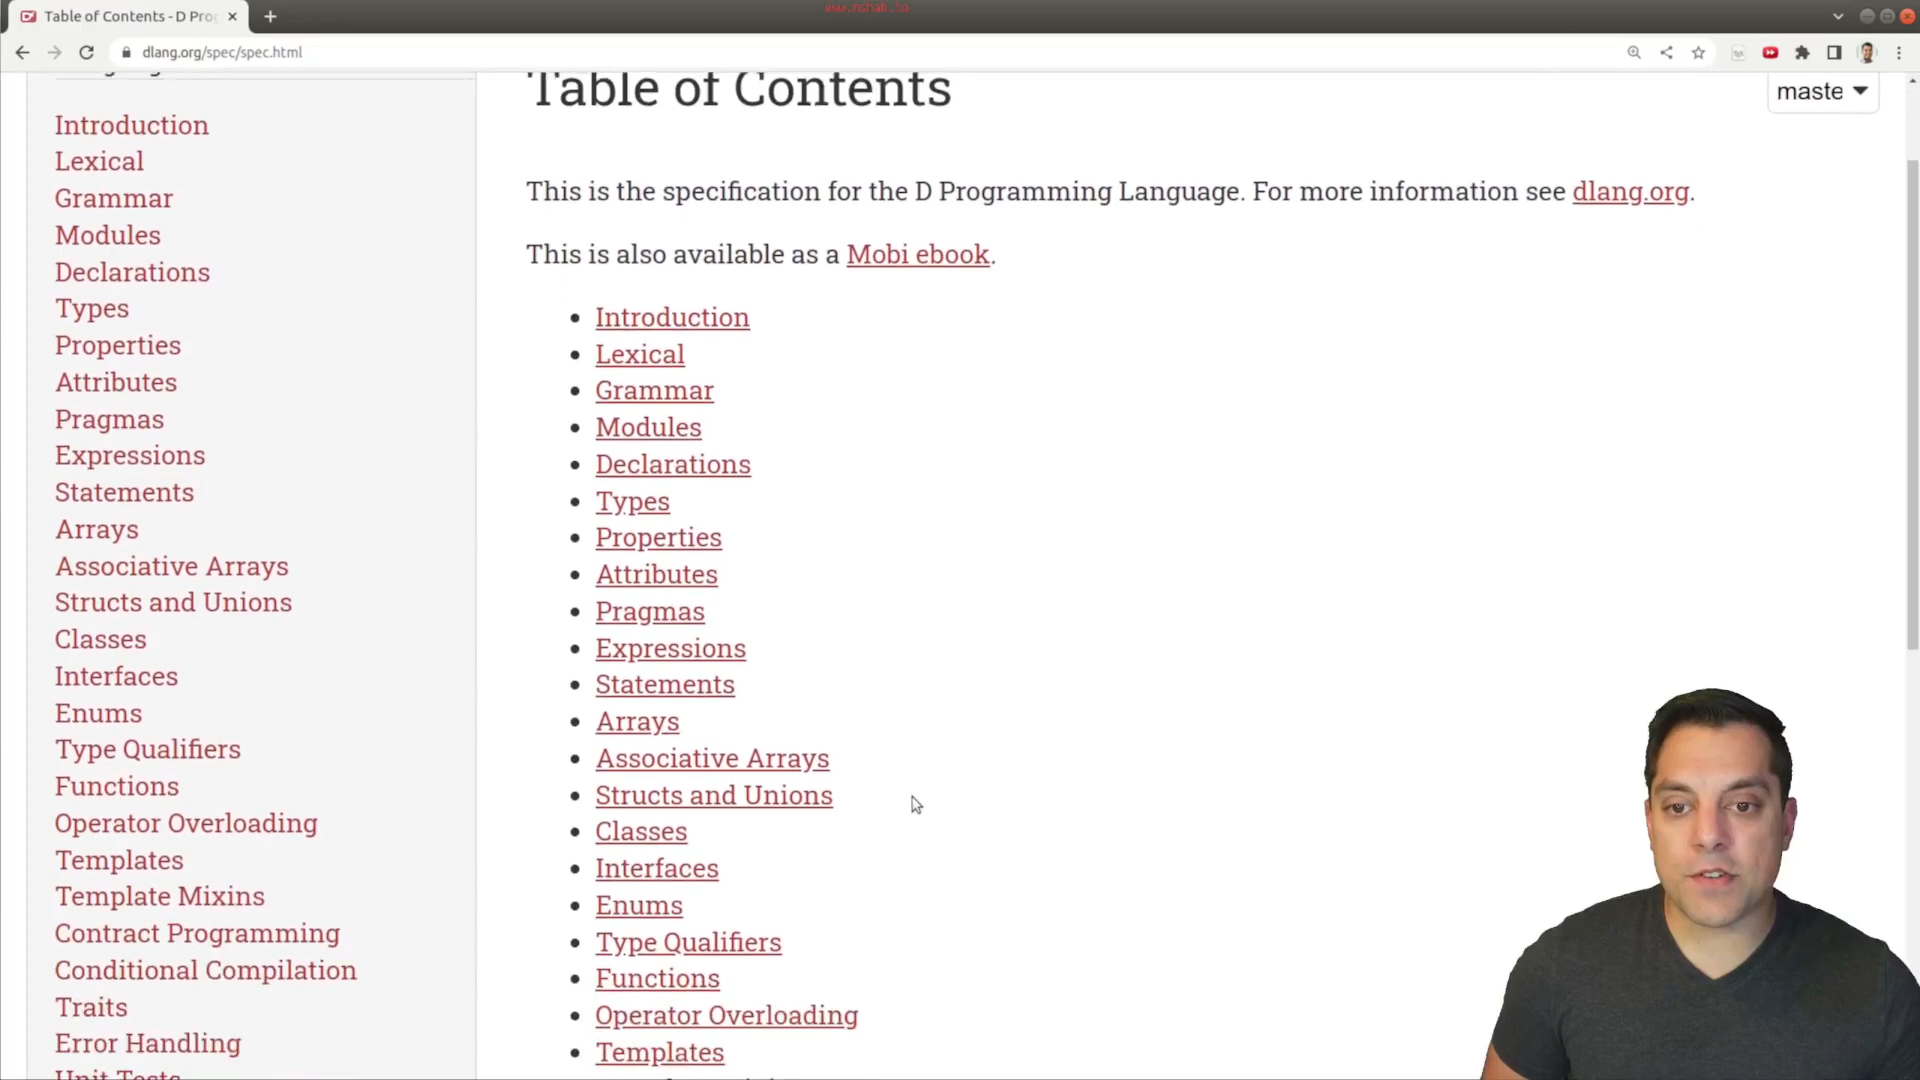 Table of Contents - D Pro
www.mshah.io
dlang.org/spec/spec.html
Introduction
Lexical
Grammar
Modules
Declarations
Types
Properties
Attributes
Pragmas
Expressions
Statements
Arrays
Associative Arrays
Structs and Unions
Classes
Interfaces
Enums
Type Qualifiers
Functions
Operator Overloading
Templates
Template Mixins
Contract Programming
Conditional Compilation
Traits
Error Handling
Unit Tests
Table of Contents
maste
This is the specification for the D Programming Language. For more information see dlang.org.
This is also available as a Mobi ebook.
Introduction
Lexical
Grammar
Modules
Declarations
Types
Properties
Attributes
Pragmas
Expressions
Statements
Arrays
Associative Arrays
Structs and Unions
Classes
Interfaces
Enums
Type Qualifiers
Functions
Operator Overloading
Templates